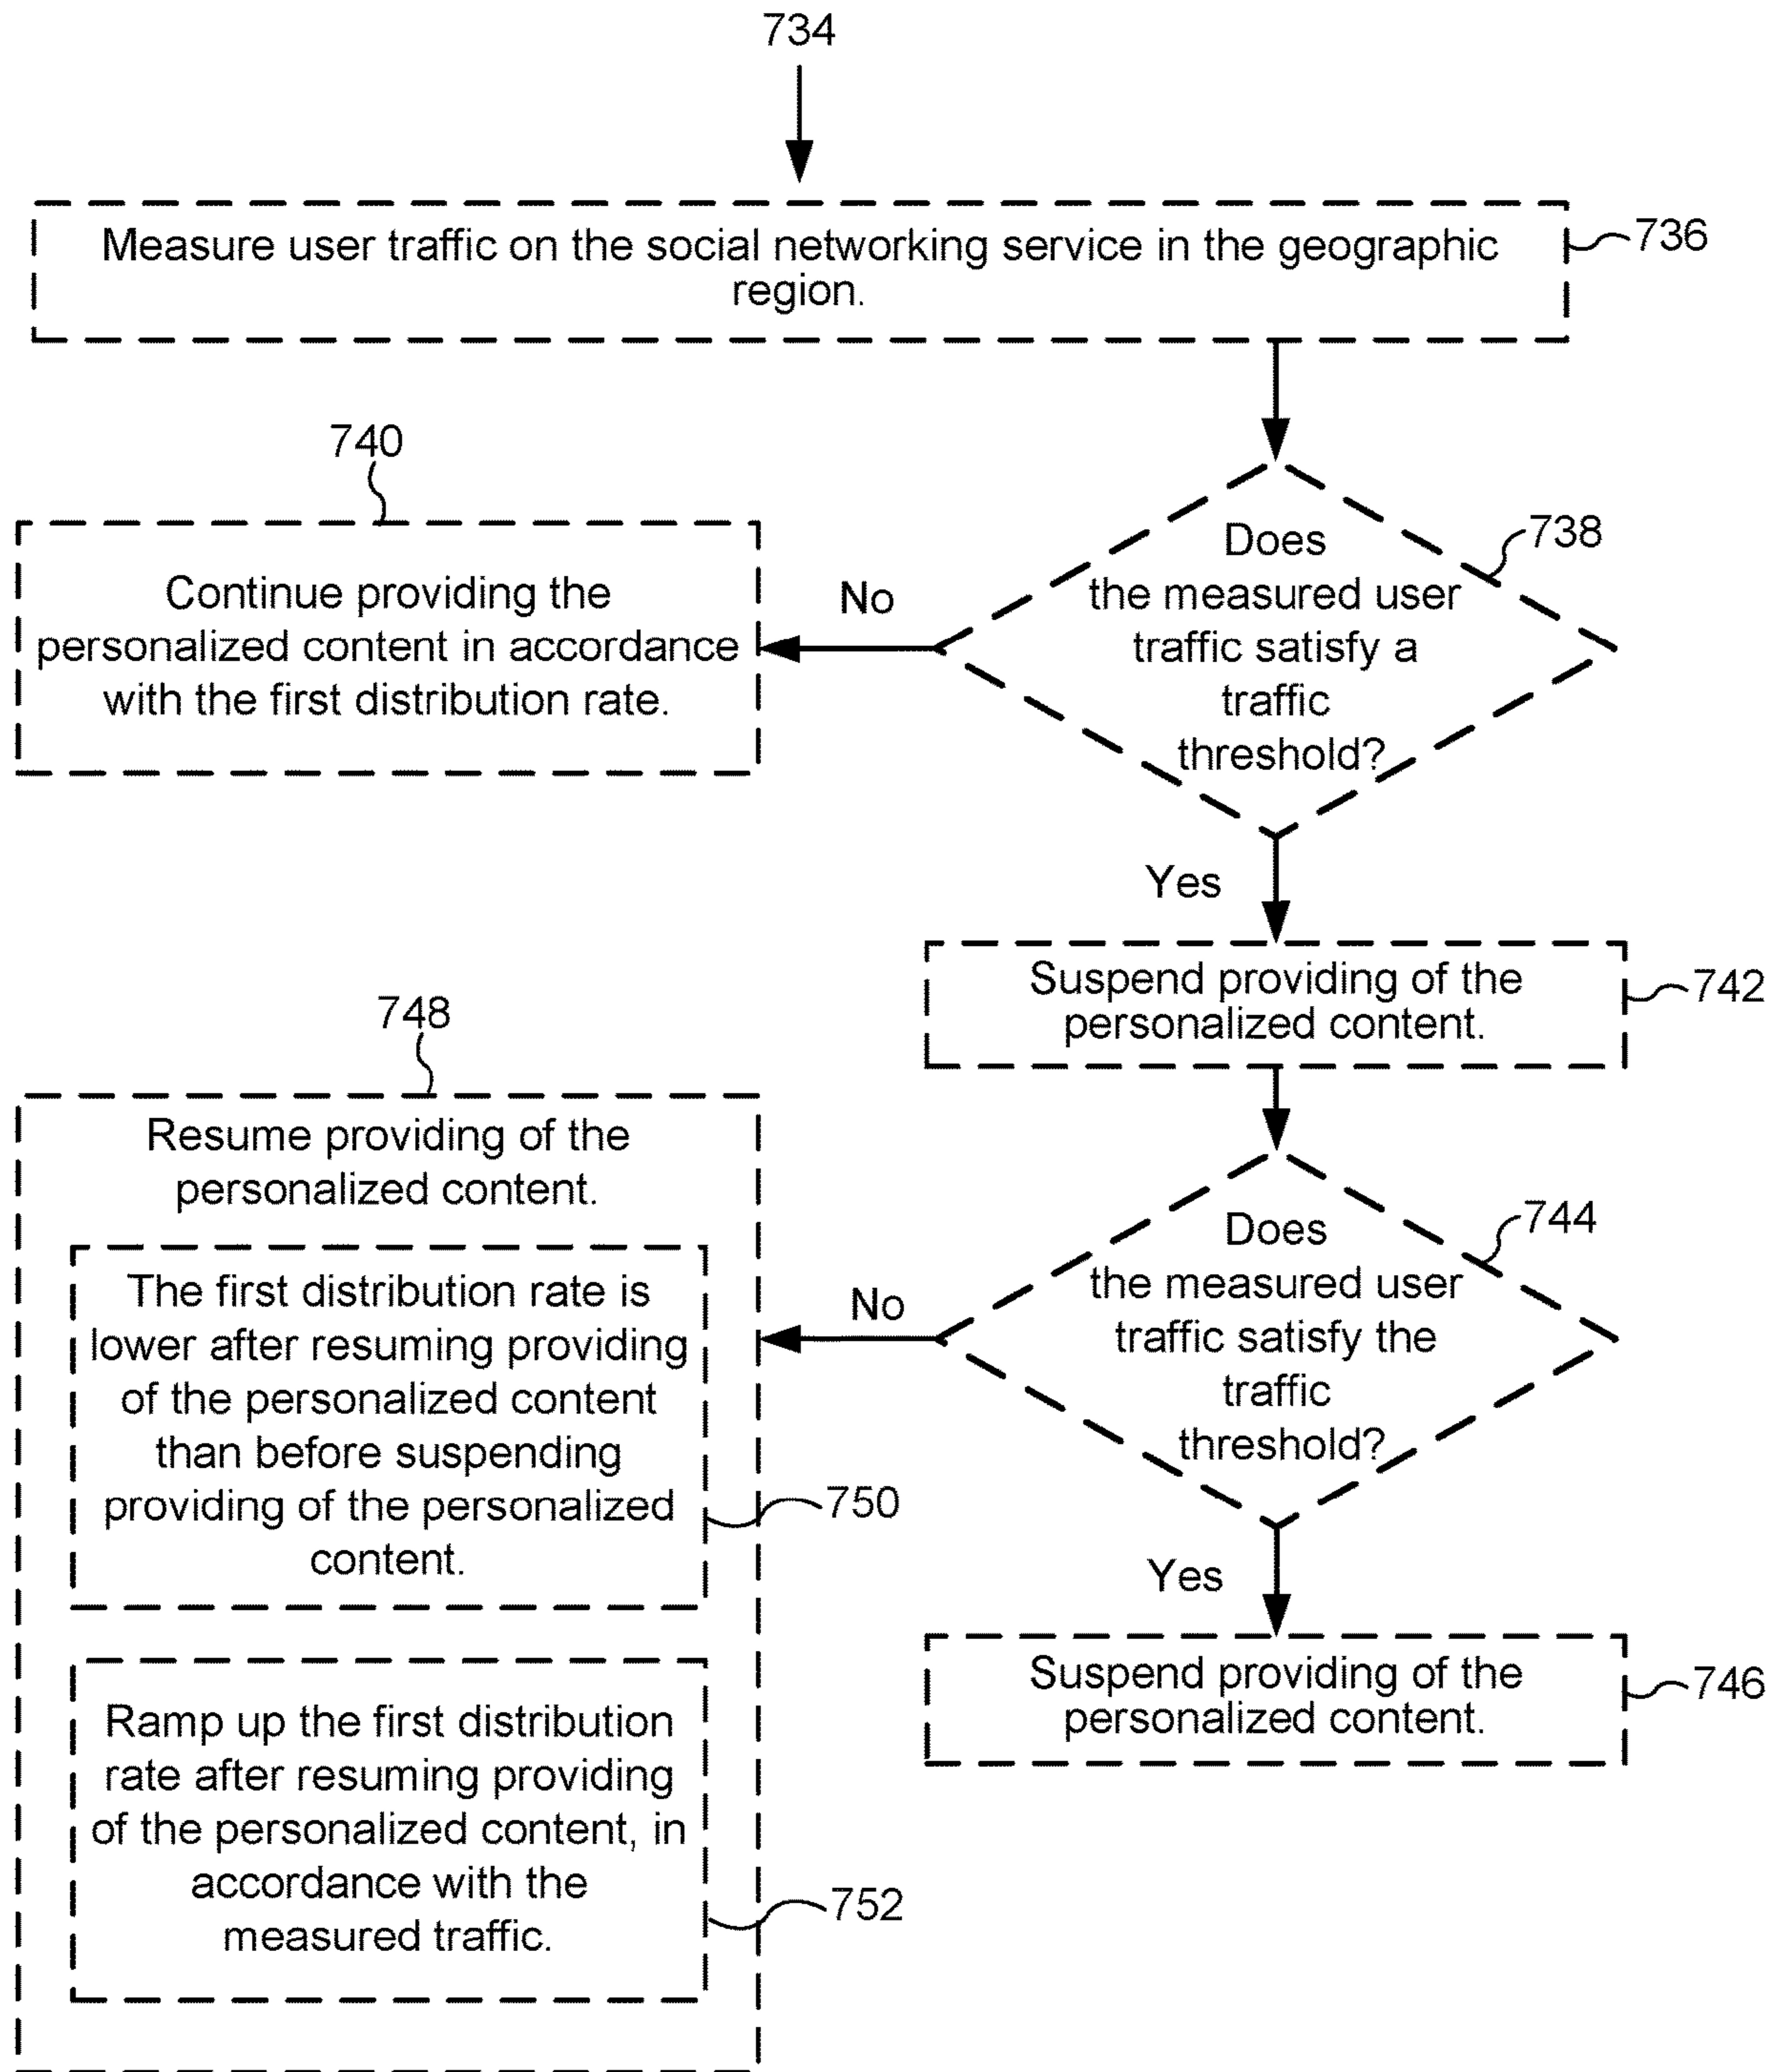 734
Measure user traffic on the social networking service in the geographic
region.
736
740
Continue providing the
personalized content in accordance
with the first distribution rate.
No
Does
the measured user
traffic satisfy a
traffic
threshold?
738
Yes
Suspend providing of the
personalized content.
742
748
Resume providing of the
personalized content.
The first distribution rate is
lower after resuming providing
of the personalized content
than before suspending
providing of the personalized
content.
750
Ramp up the first distribution
rate after resuming providing
of the personalized content, in
accordance with the
measured traffic.
752
No
Does
the measured user
traffic satisfy the
traffic
threshold?
744
Yes
Suspend providing of the
personalized content.
746